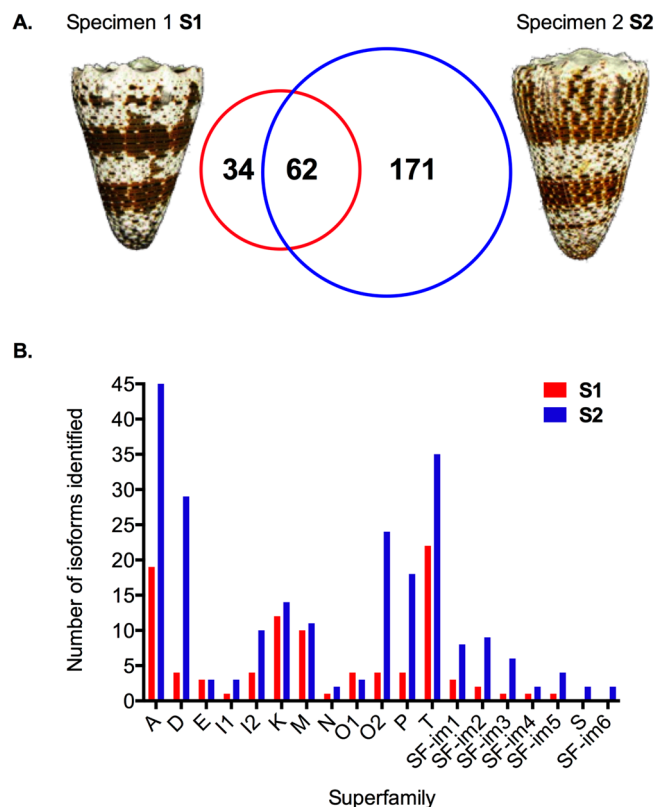 A. Specimen 1 S1 Specimen 2 S2
34 62 171
B.
S1
S2
Number of isoforms identified
45
40
35
30
25
20
15
10
5
0
A D E I1 I2 K M N O1 O2 P T SF-im1 SF-im2 SF-im3 SF-im4 SF-im5 S SF-im6
Superfamily